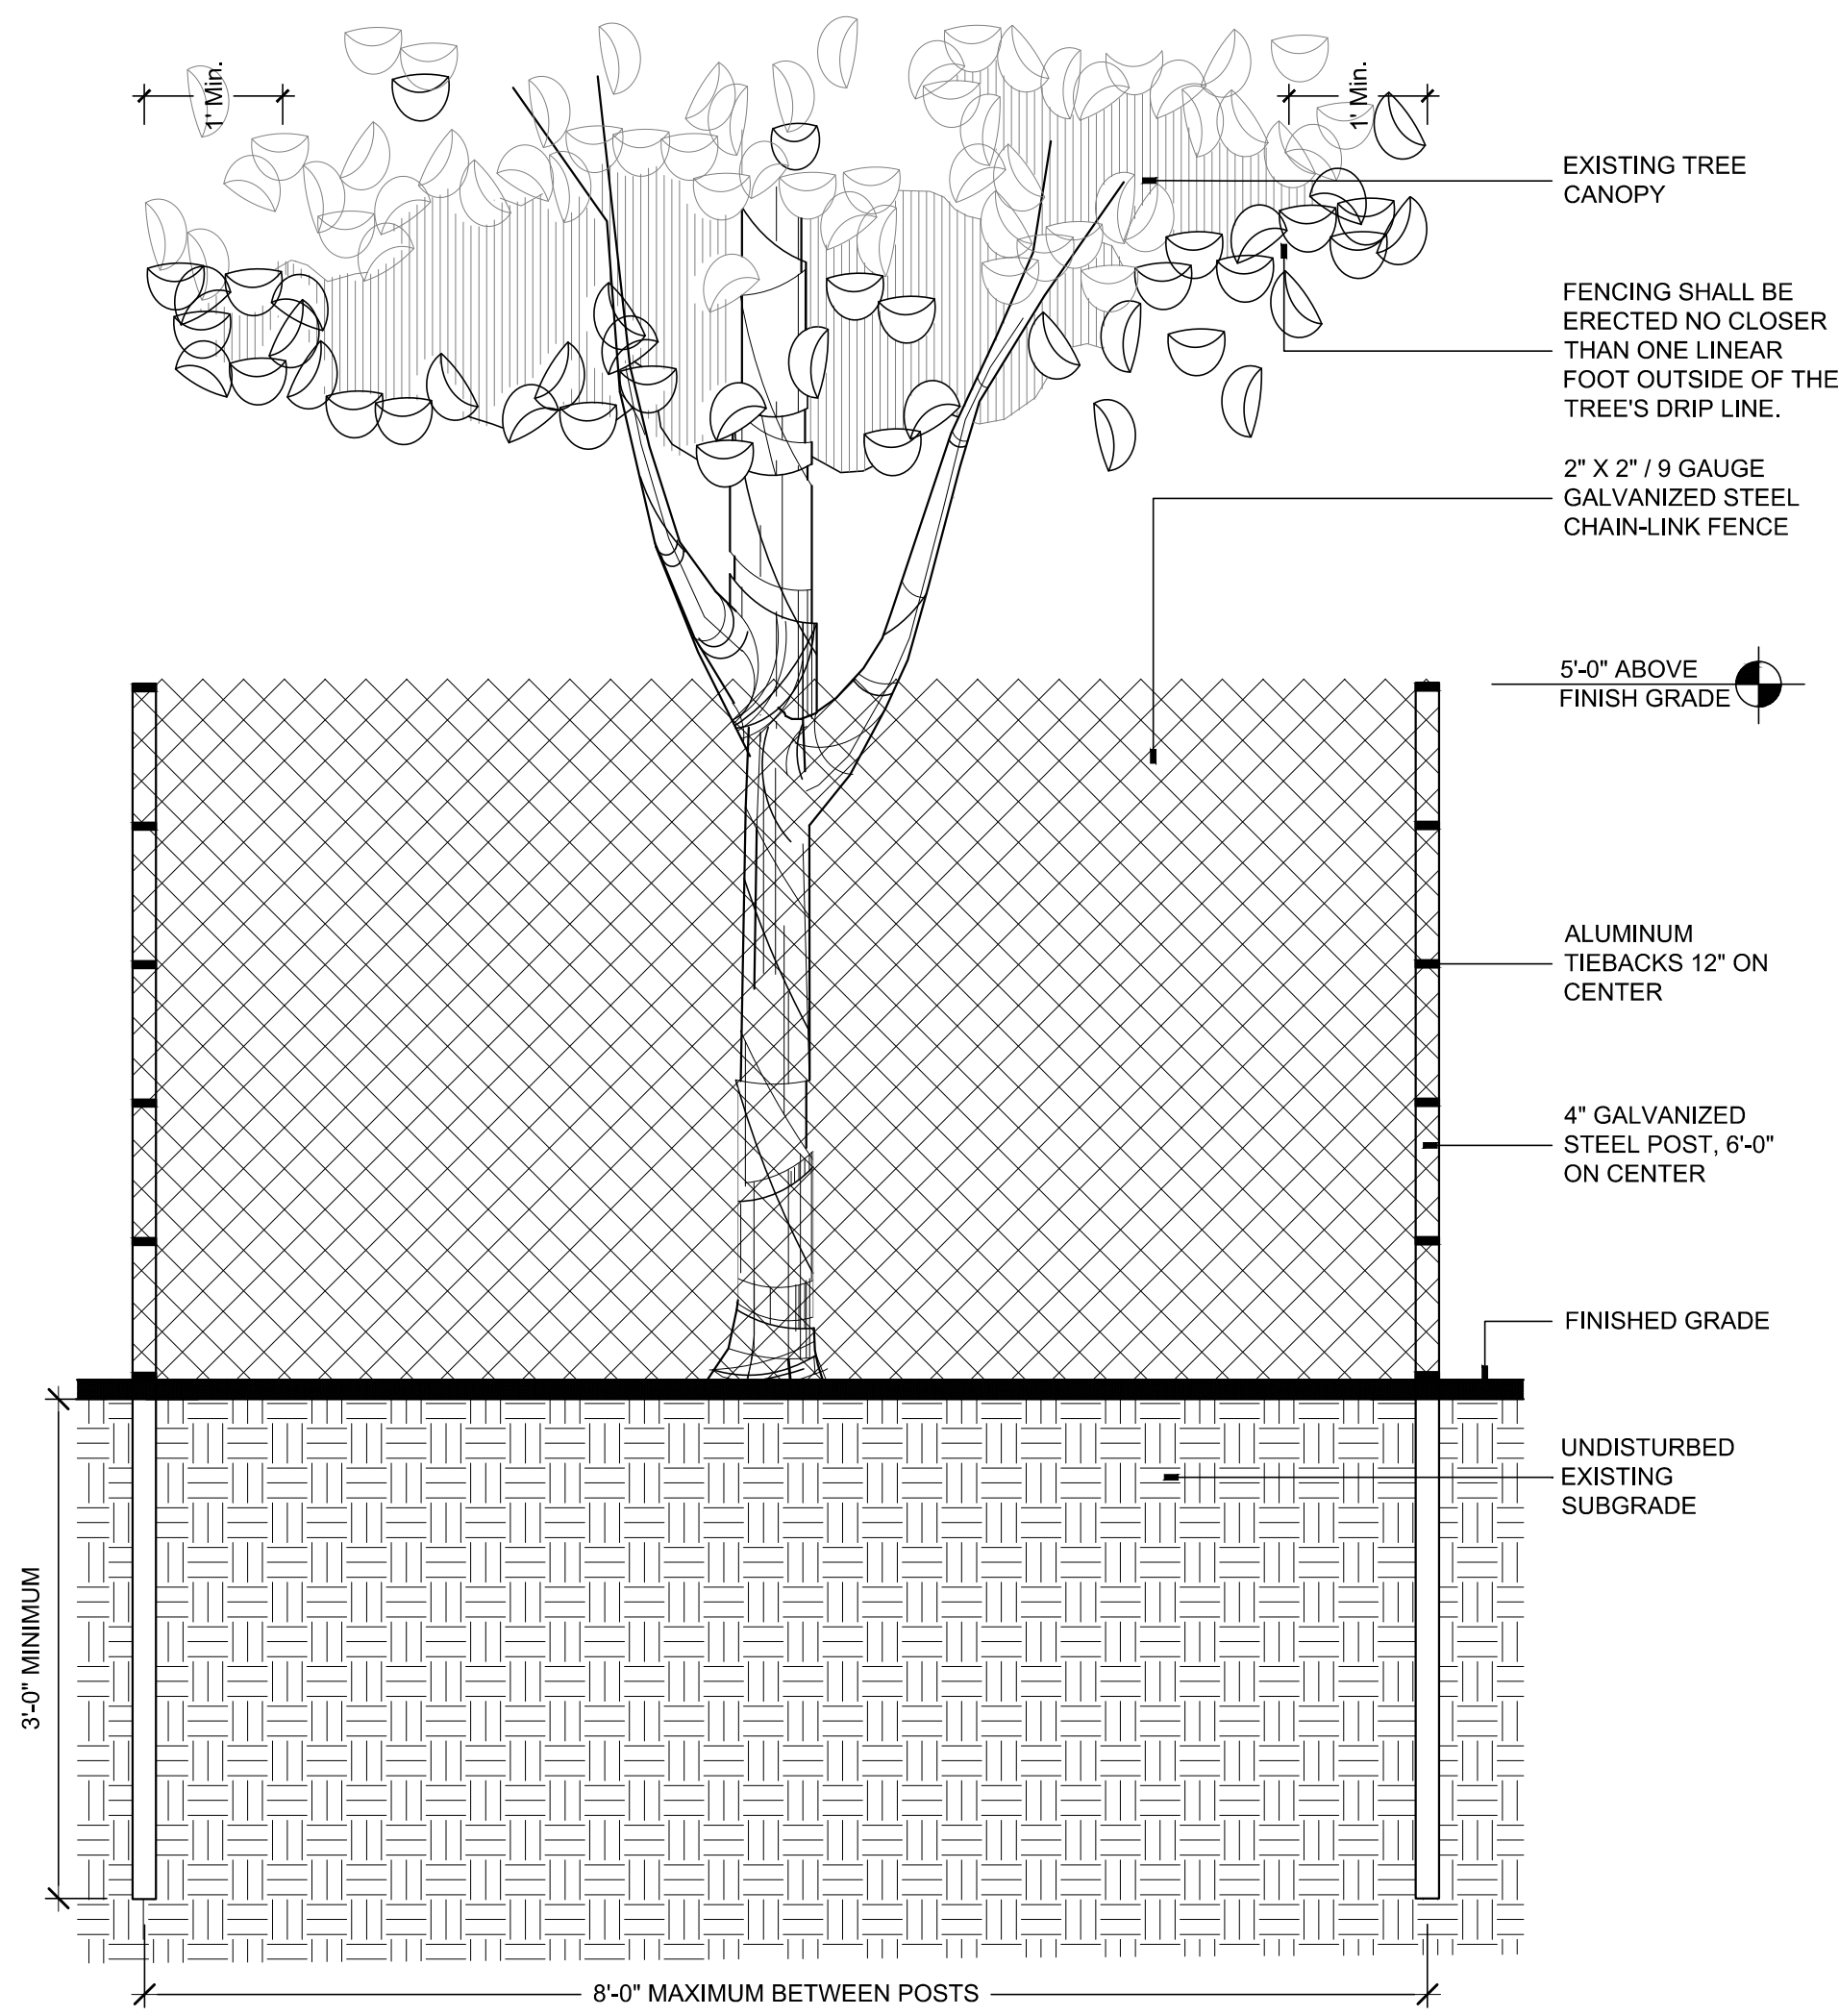 1' Min.
1' Min.
EXISTING TREE
CANOPY
FENCING SHALL BE
ERECTED NO CLOSER
THAN ONE LINEAR
FOOT OUTSIDE OF THE
TREE'S DRIP LINE.
2" X 2" / 9 GAUGE
GALVANIZED STEEL
CHAIN-LINK FENCE
5'-0" ABOVE
FINISH GRADE
ALUMINUM
TIEBACKS 12" ON
CENTER
4" GALVANIZED
STEEL POST, 6'-0"
ON CENTER
FINISHED GRADE
UNDISTURBED
EXISTING
SUBGRADE
3'-0" MINIMUM
8'-0" MAXIMUM BETWEEN POSTS